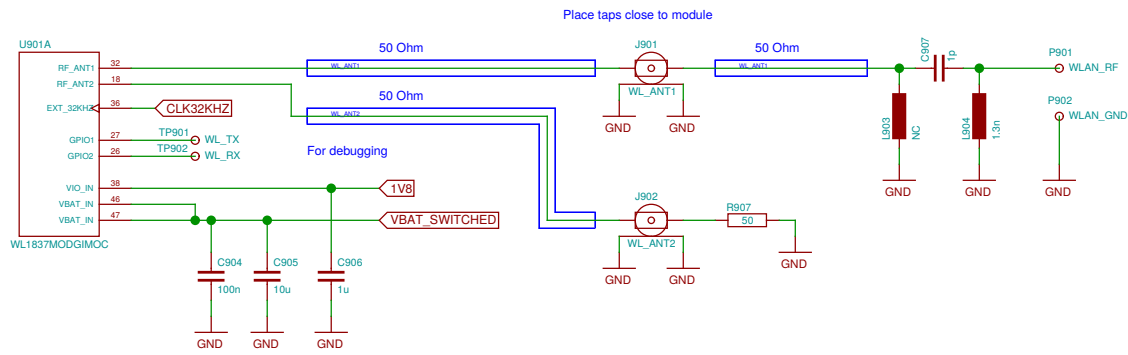 Place taps close to module
U901A
RF_ANT1
32
RF_ANT2
18
EXT_32KHZ
36
CLK32KHZ
GPIO1
27
TP901
WL_TX
GPIO2
26
TP902
WL_RX
VIO_IN
38
1V8
VBAT_IN
46
VBAT_IN
47
VBAT_SWITCHED
WL1837MODGIMOC
50 Ohm
WL_ANT1
50 Ohm
WL_ANT2
For debugging
J901
WL_ANT1
GND
GND
50 Ohm
WL_ANT1
C907
1p
L903
NC
GND
L904
1.3n
GND
P901
WLAN_RF
P902
WLAN_GND
GND
J902
WL_ANT2
GND
GND
R907
50
GND
C904
100n
GND
C905
10u
GND
C906
1u
GND